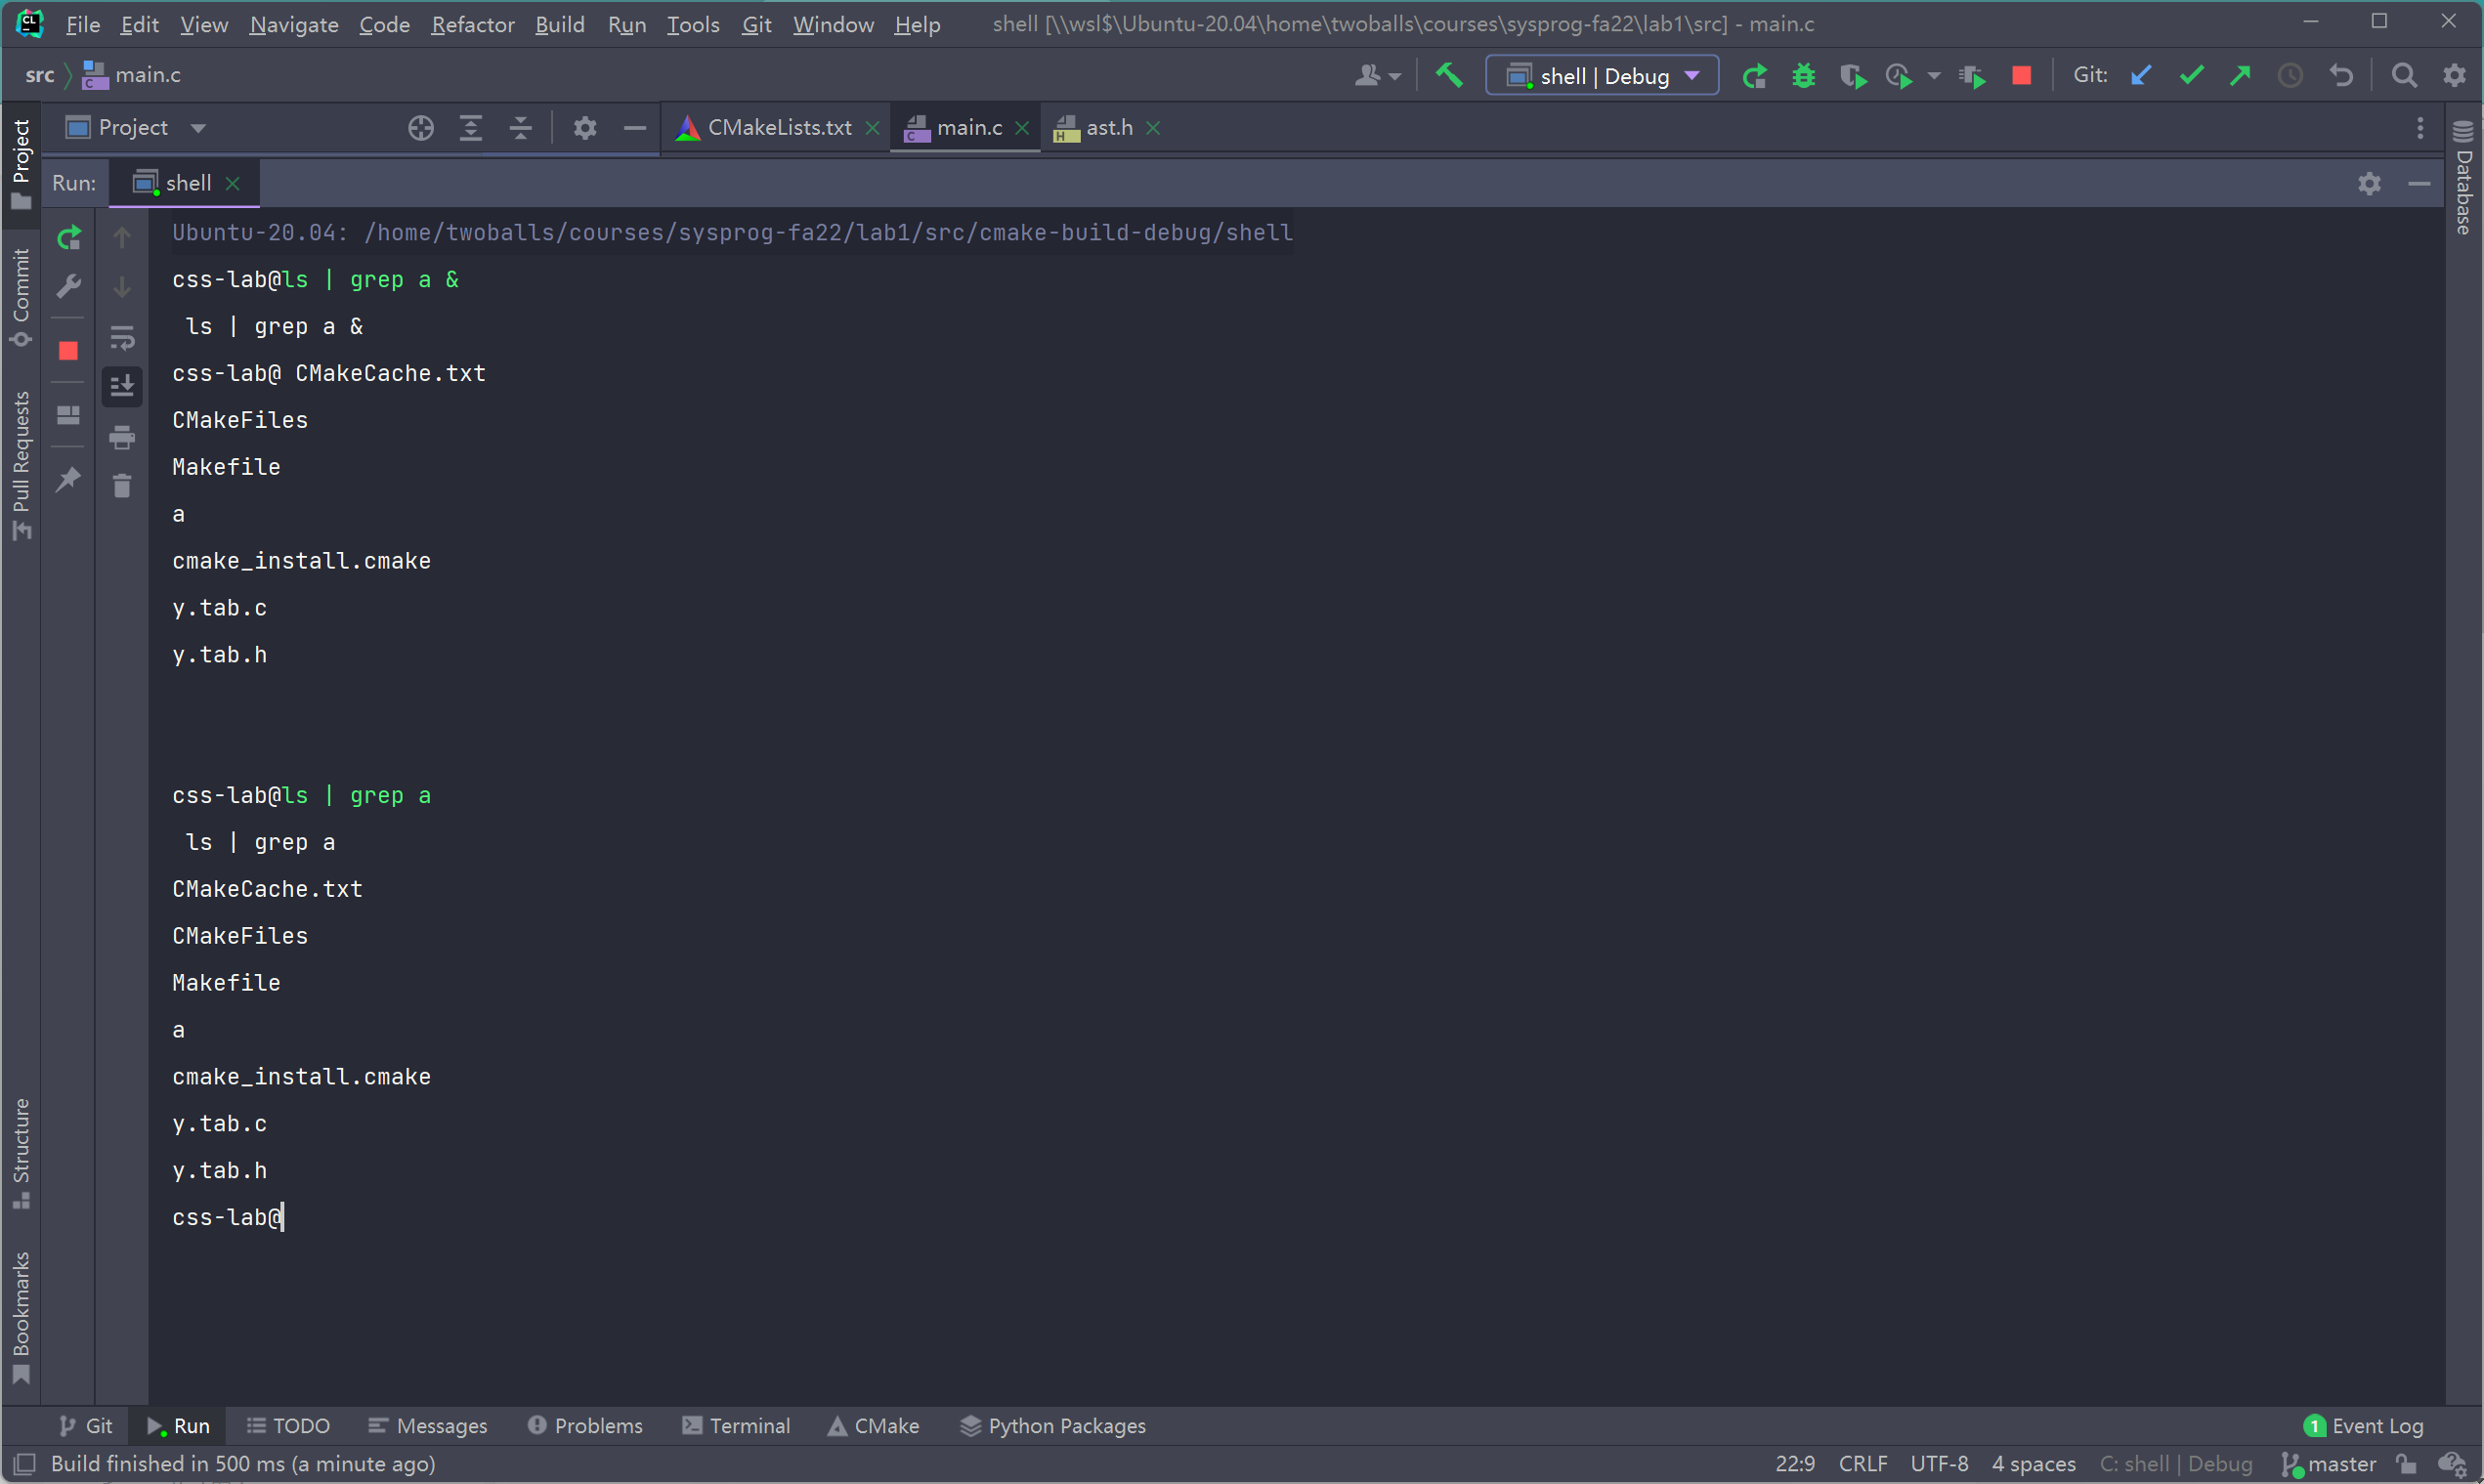 CL File Edit View Navigate Code Refactor Build Run Tools Git Window Help shell [\\wsl$\Ubuntu-20.04\home\twoballs\courses\sysprog-fa22\lab1\src] - main.c
src main.c shell | Debug Git:
Project CMakeLists.txt main.c ast.h
Run: shell
Ubuntu-20.04: /home/twoballs/courses/sysprog-fa22/lab1/src/cmake-build-debug/shell
css-lab@ls | grep a &
ls | grep a &
css-lab@ CMakeCache.txt
CMakeFiles
Makefile
a
cmake_install.cmake
y.tab.c
y.tab.h
css-lab@ls | grep a
ls | grep a
CMakeCache.txt
CMakeFiles
Makefile
a
cmake_install.cmake
y.tab.c
y.tab.h
css-lab@
Project
Commit
Pull Requests
Structure
Bookmarks
Database
Git Run TODO Messages Problems Terminal CMake Python Packages 1 Event Log
Build finished in 500 ms (a minute ago) 22:9 CRLF UTF-8 4 spaces C: shell | Debug master